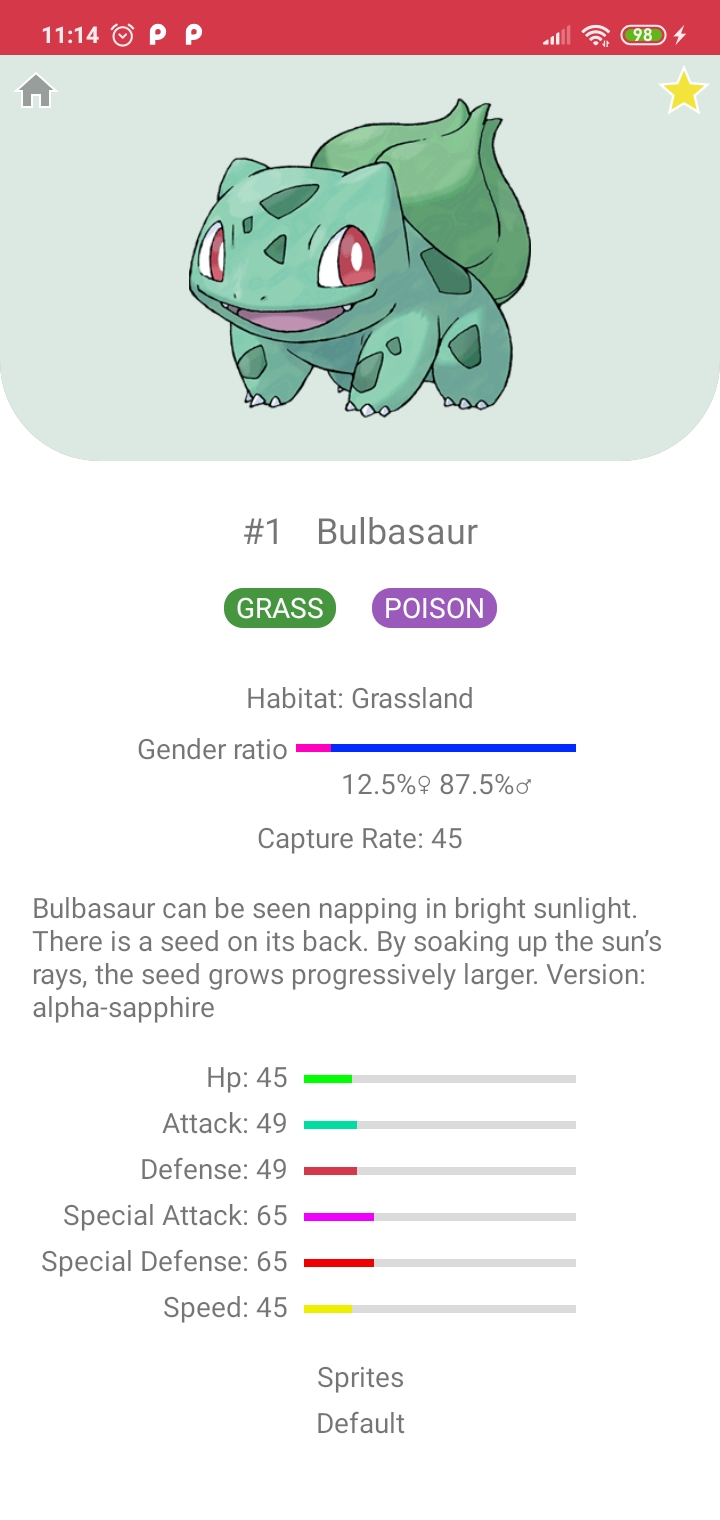 11:14
98
#1 Bulbasaur
GRASS POISON
Habitat: Grassland
Gender ratio
12.5%♀ 87.5%♂
Capture Rate: 45
Bulbasaur can be seen napping in bright sunlight.
There is a seed on its back. By soaking up the sun’s
rays, the seed grows progressively larger. Version:
alpha-sapphire
Hp: 45
Attack: 49
Defense: 49
Special Attack: 65
Special Defense: 65
Speed: 45
Sprites
Default